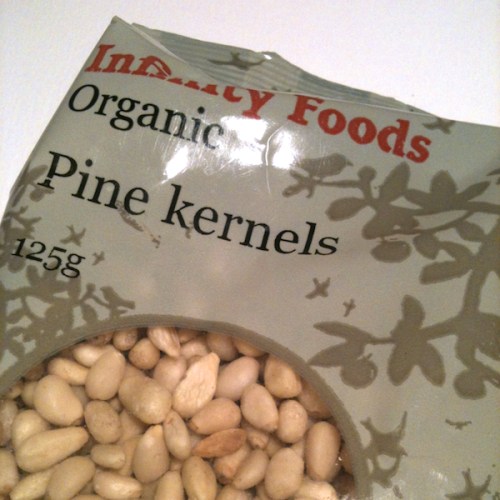 Infinity Foods
Organic
Pine kernels
125g